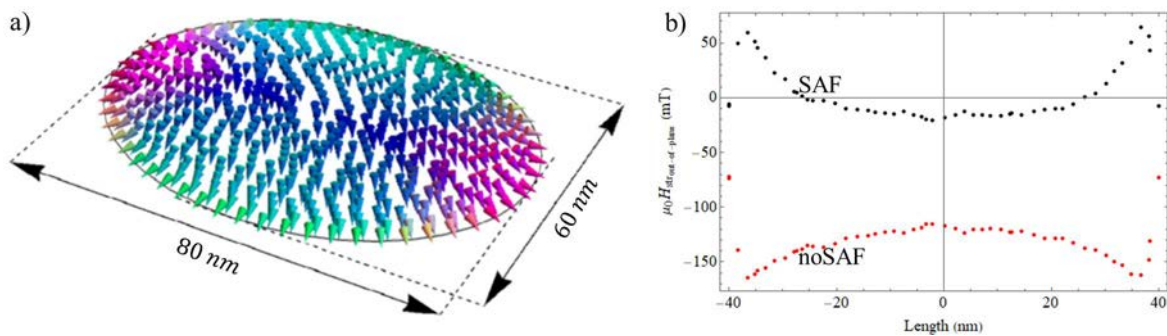 a)
80 nm
60 nm
b)
μ0Hstrout-of-plane (mT)
50
0
−50
−100
−150
SAF
noSAF
−40
−20
0
20
40
Length (nm)